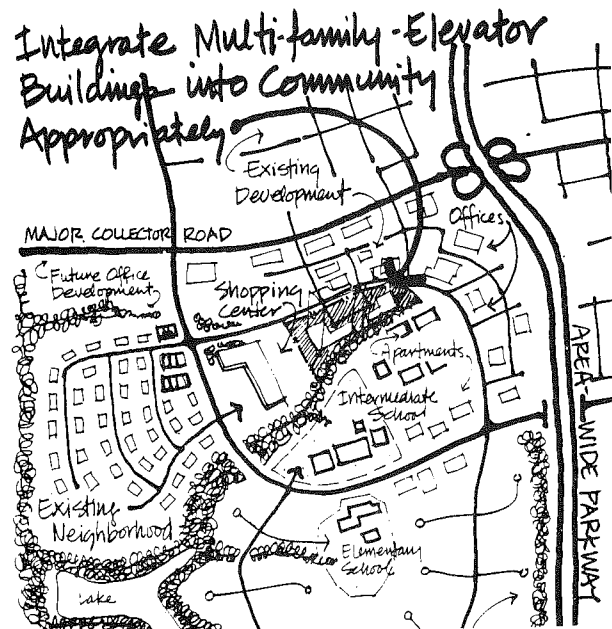 Integrate Multi-family-Elevator
Buildings into Community
Appropriately
Existing
Development
MAJOR COLLECTOR ROAD
Offices
Future Office
Development
Shopping
Center
Apartments
Intermediate
School
AREA-WIDE PARKWAY
Existing
Neighborhood
Elementary
School
Lake